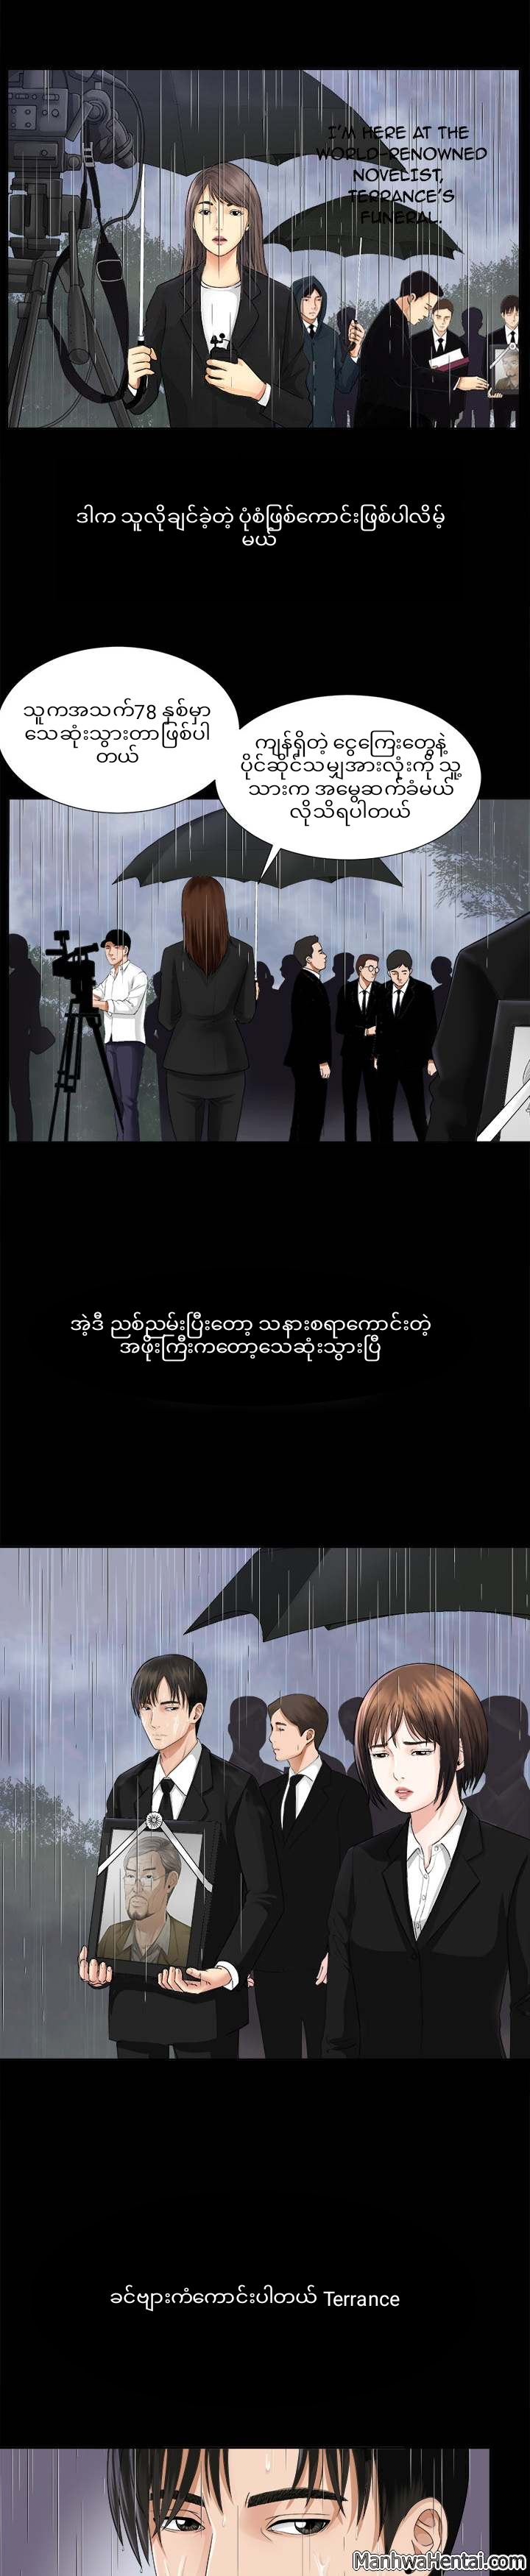 I'M HERE AT THE
WORLD-RENOWNED
NOVELIST,
TERRANCE'S
FUNERAL.
ဒါက သူလိုချင်ခဲ့တဲ့ ပုံစံဖြစ်ကောင်းဖြစ်ပါလိမ့်
မယ်
သူကအသက်78 နှစ်မှာ
သေဆုံးသွားတာဖြစ်ပါ
တယ်
ကျန်ရှိတဲ့ ငွေကြေးတွေနဲ့
ပိုင်ဆိုင်သမျှအားလုံးကို သူ့
သားက အမွေဆက်ခံမယ်
လို့သိရပါတယ်
အဲ့ဒီ ညစ်ညမ်းပြီးတော့ သနားစရာကောင်းတဲ့
အဖိုးကြီးကတော့သေဆုံးသွားပြီ
ခင်ဗျားကံကောင်းပါတယ် Terrance
ManhwaHentai.com